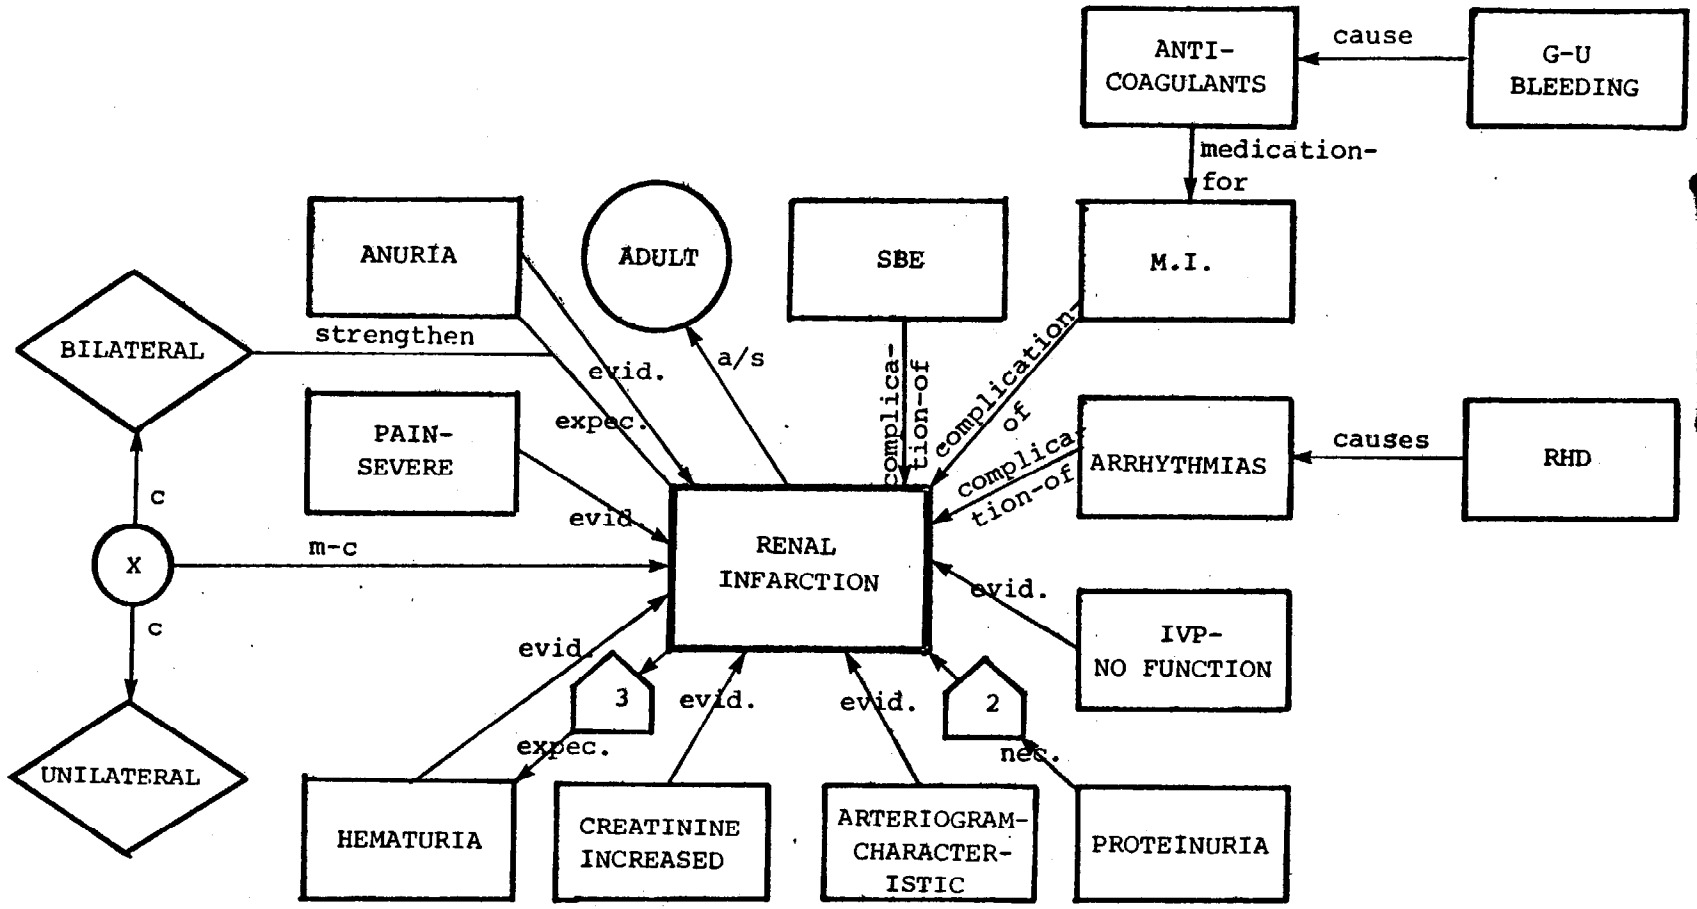 ANTI-
COAGULANTS
cause
G-U
BLEEDING
medication-
for
ANURIA
ADULT
SBE
M.I.
BILATERAL
strengthen
evid.
expec.
a/s
complica-
tion-of
complication-
of
complica-
tion-of
PAIN-
SEVERE
evid.
ARRHYTHMIAS
causes
RHD
c
X
m-c
c
RENAL
INFARCTION
evid.
IVP-
NO FUNCTION
evid.
3
expec.
evid.
evid.
2
nec.
UNILATERAL
HEMATURIA
CREATININE
INCREASED
ARTERIOGRAM-
CHARACTER-
ISTIC
PROTEINURIA